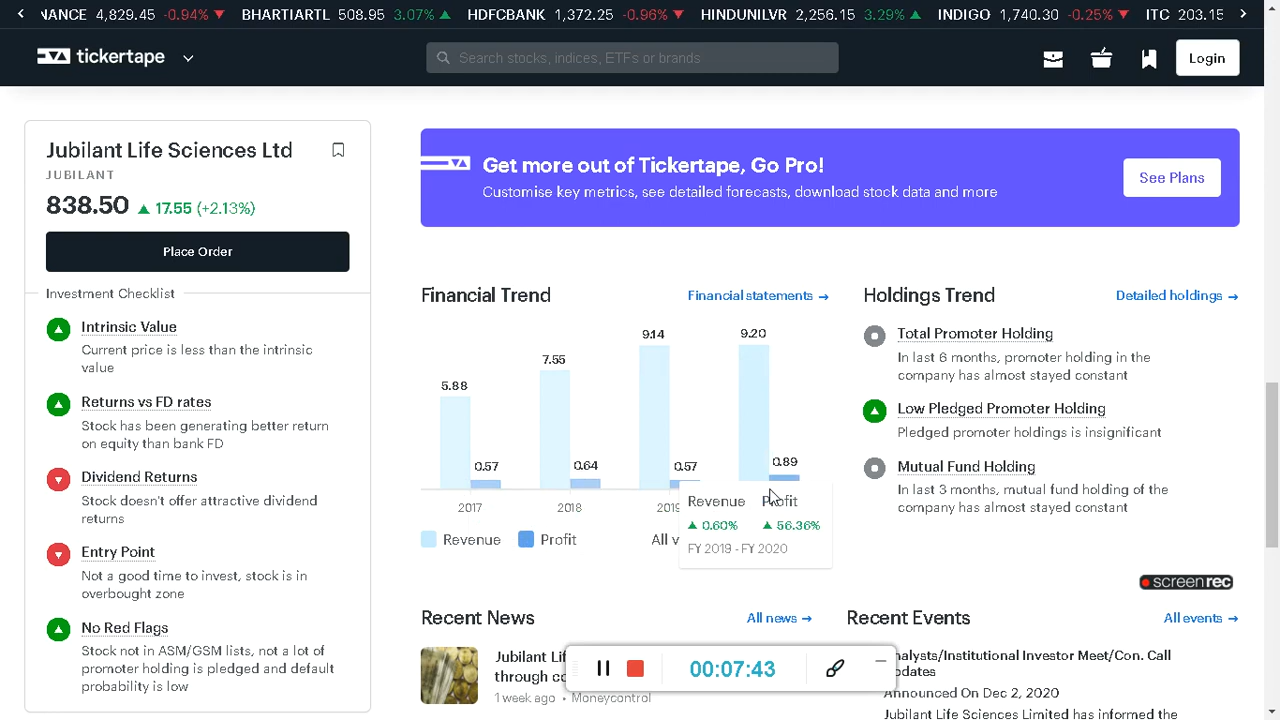 NANCE 4,829.45 -0.94% ▼ BHARTIARTL 508.95 3.07% ▲ HDFCBANK 1,372.25 -0.96% ▼ HINDUNILVR 2,256.15 3.29% ▲ INDIGO 1,740.30 -0.25% ▼ ITC 203.15
tickertape
Search stocks, indices, ETFs or brands
Login
Jubilant Life Sciences Ltd
JUBILANT
838.50 ▲ 17.55 (+2.13%)
Place Order
Investment Checklist
Intrinsic Value
Current price is less than the intrinsic
value
Returns vs FD rates
Stock has been generating better return
on equity than bank FD
Dividend Returns
Stock doesn't offer attractive dividend
returns
Entry Point
Not a good time to invest, stock is in
overbought zone
No Red Flags
Stock not in ASM/GSM lists, not a lot of
promoter holding is pledged and default
probability is low
Get more out of Tickertape, Go Pro!
Customise key metrics, see detailed forecasts, download stock data and more
See Plans
Financial Trend
Financial statements →
5.88 0.57 7.55 0.64 9.14 0.57 9.20 0.89
2017 2018 2019
Revenue Profit
▲ 0.60% ▲ 56.36%
FY 2019 - FY 2020
Revenue Profit All v
Holdings Trend
Detailed holdings →
Total Promoter Holding
In last 6 months, promoter holding in the
company has almost stayed constant
Low Pledged Promoter Holding
Pledged promoter holdings is insignificant
Mutual Fund Holding
In last 3 months, mutual fund holding of the
company has almost stayed constant
screenrec
Recent News
All news →
Jubilant Lif
through co
1 week ago • Moneycontrol
00:07:43
Recent Events
All events →
Analysts/Institutional Investor Meet/Con. Call
pdates
Announced On Dec 2, 2020
Jubilant Life Sciences Limited has informed the